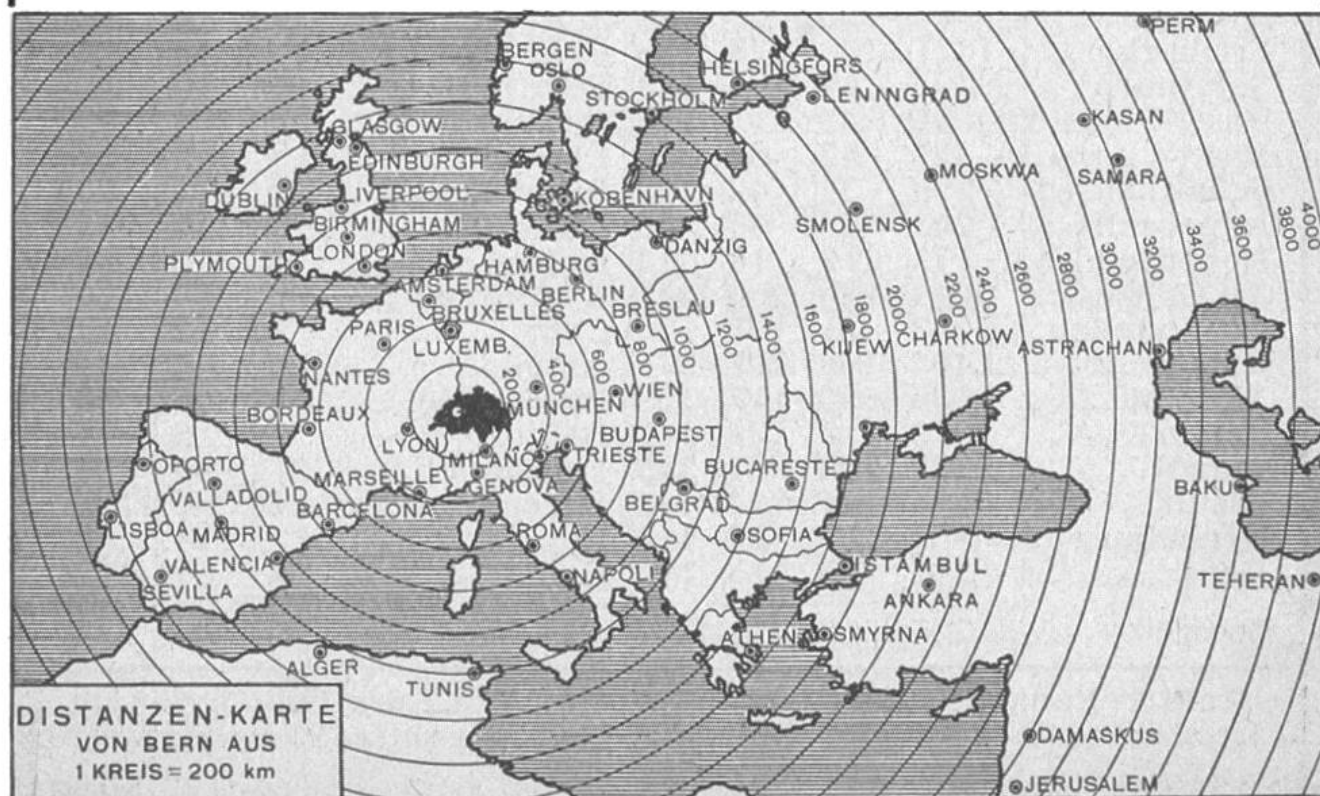 PERM
BERGEN
OSLO
HELSINGFORS
STOCKHOLM
LENINGRAD
KASAN
GLASGOW
EDINBURGH
MOSKWA
SAMARA
DUBLIN
LIVERPOOL
KOBENHAVN
BIRMINGHAM
SMOLENSK
DANZIG
PLYMOUTH
LONDON
HAMBURG
AMSTERDAM
BERLIN
BRUXELLES
BRESLAU
PARIS
LUXEMB.
KIJEW
CHARKOW
ASTRACHAN
200
400
600
800
1000
1200
1400
1600
1800
2000
2200
2400
2600
2800
3000
3200
3400
3600
3800
4000
NANTES
WIEN
MÜNCHEN
BORDEAUX
BUDAPEST
LYON
MILANO
TRIESTE
OPORTO
BUCARESTE
MARSEILLE
GENOVA
VALLADOLID
BAKU
BARCELONA
BELGRAD
LISBOA
MADRID
ROMA
SOFIA
VALENCIA
ISTAMBUL
NAPOLI
TEHERAN
SEVILLA
ANKARA
ATHEN
SMYRNA
ALGER
TUNIS
DISTANZEN-KARTE
VON BERN AUS
1 KREIS = 200 km
DAMASKUS
JERUSALEM